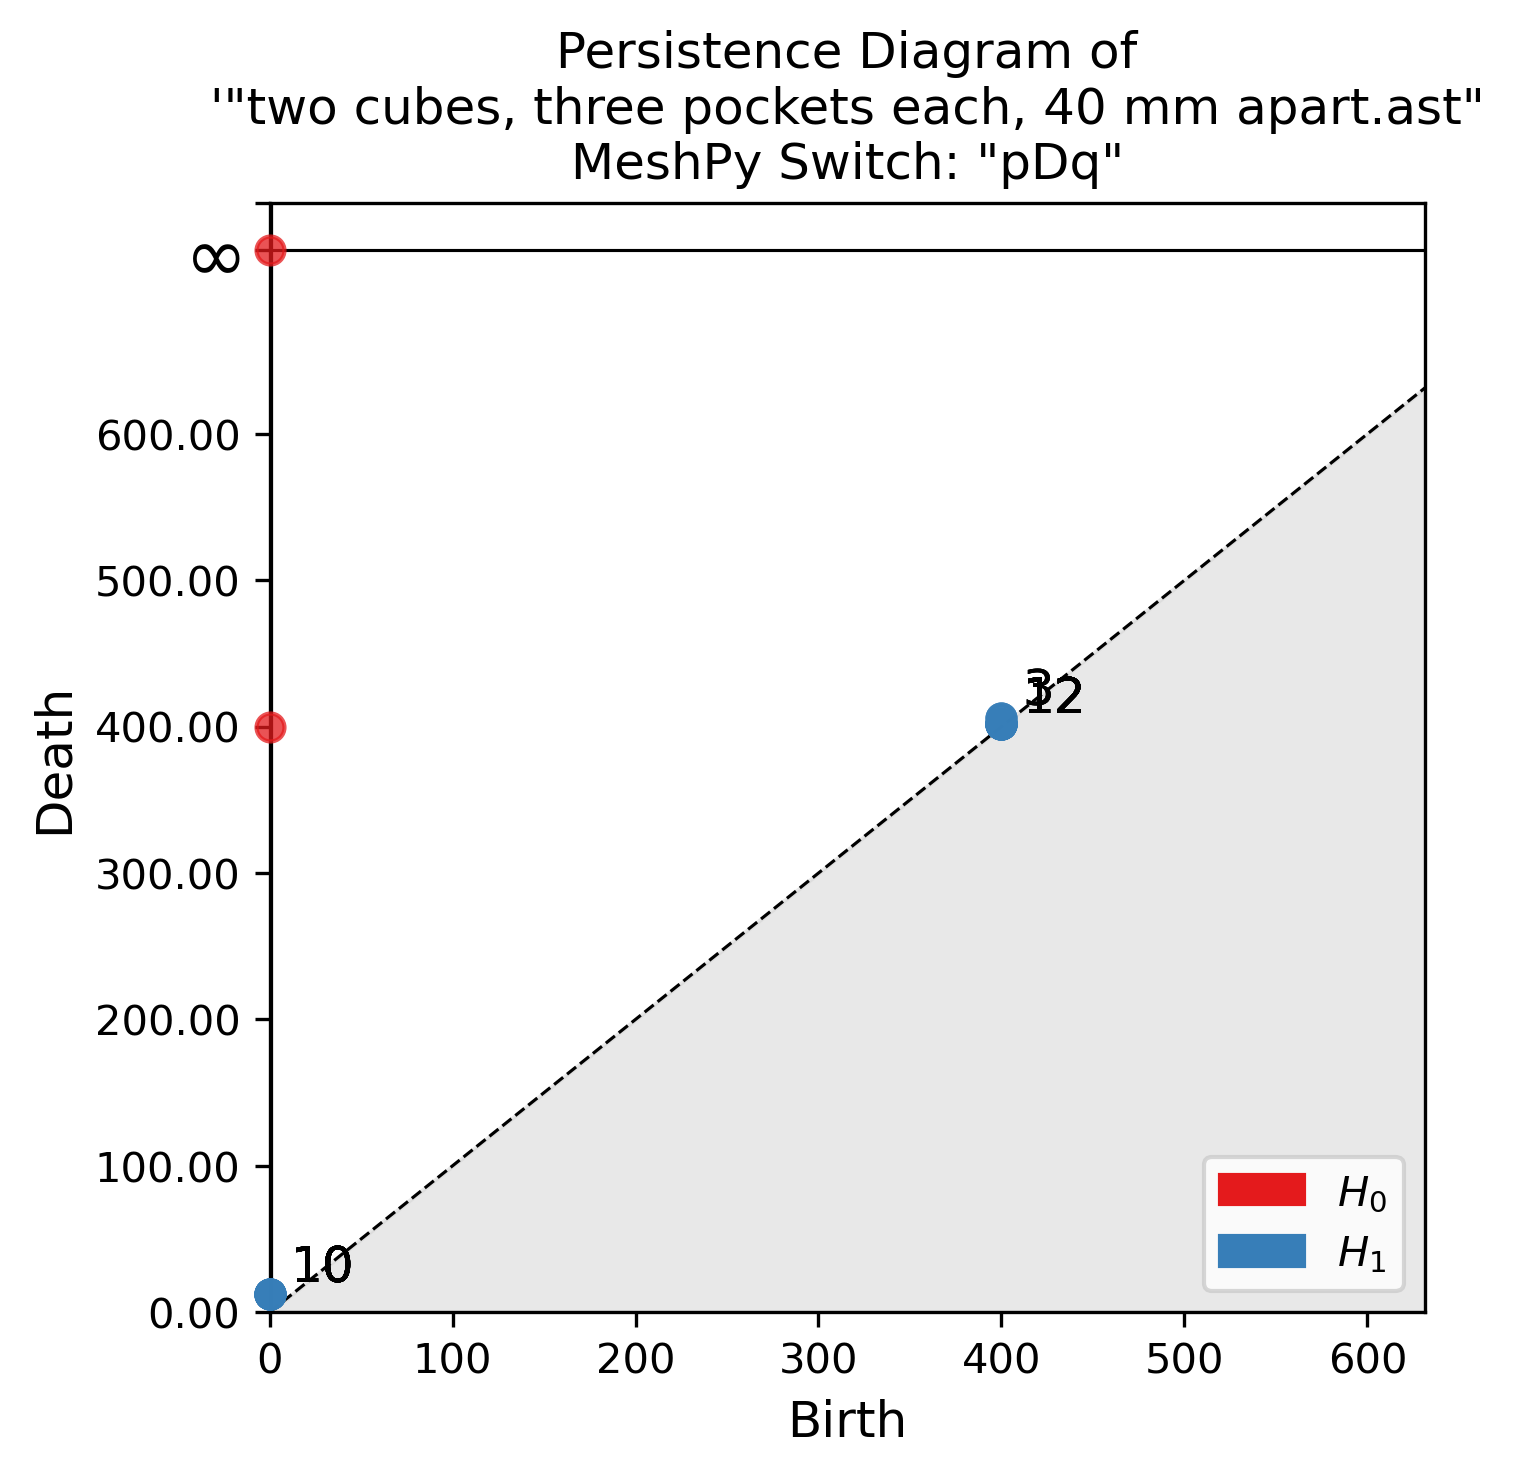 Persistence Diagram of
'"two cubes, three pockets each, 40 mm apart.ast"
MeshPy Switch: "pDq"
∞
600.00
500.00
400.00
300.00
200.00
100.00
0.00
Death
3
12
10
H0
H1
0 100 200 300 400 500 600
Birth